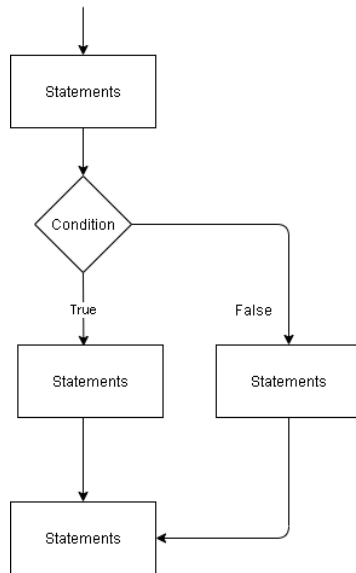 Statements
Condition
True
False
Statements
Statements
Statements